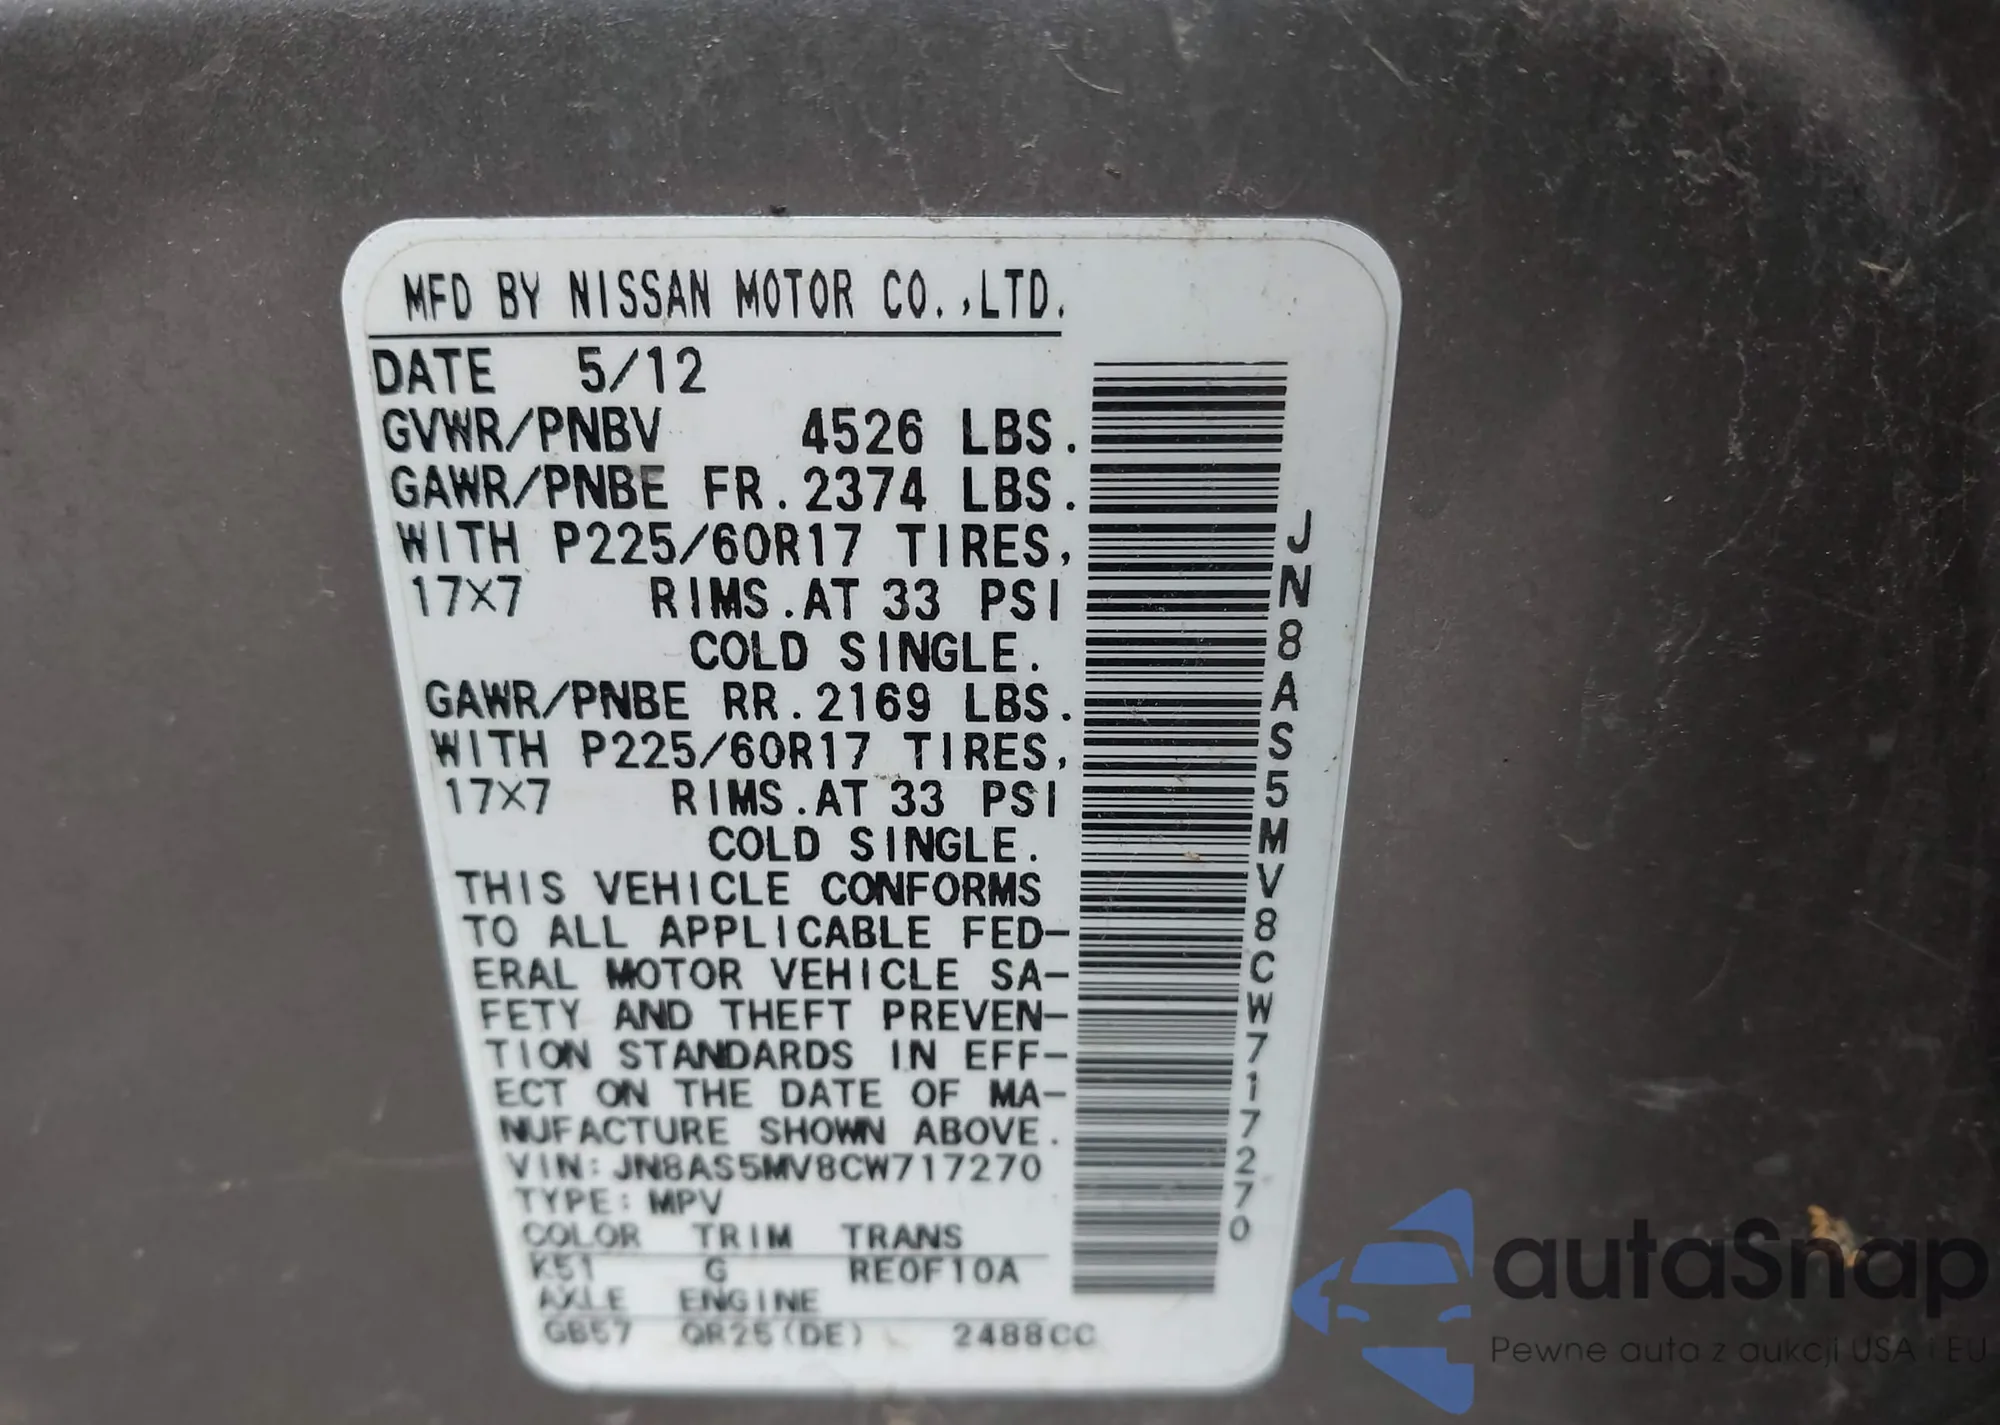 MFD BY NISSAN MOTOR CO.,LTD.
DATE 5/12
GVWR/PNBV 4526 LBS.
GAWR/PNBE FR.2374 LBS.
WITH P225/60R17 TIRES,
17X7 RIMS.AT 33 PSI
COLD SINGLE.
GAWR/PNBE RR.2169 LBS.
WITH P225/60R17 TIRES,
17X7 RIMS.AT 33 PSI
COLD SINGLE.
THIS VEHICLE CONFORMS
TO ALL APPLICABLE FED-
ERAL MOTOR VEHICLE SA-
FETY AND THEFT PREVEN-
TION STANDARDS IN EFF-
ECT ON THE DATE OF MA-
NUFACTURE SHOWN ABOVE.
VIN: JN8AS5MV8CW717270
TYPE: MPV
COLOR TRIM TRANS
K51 G RE0F10A
AXLE ENGINE
GB57 QR25(DE) 2488CC
JN8AS5MV8CW717270
autaSnap
Pewne auta z aukcji USA i EU